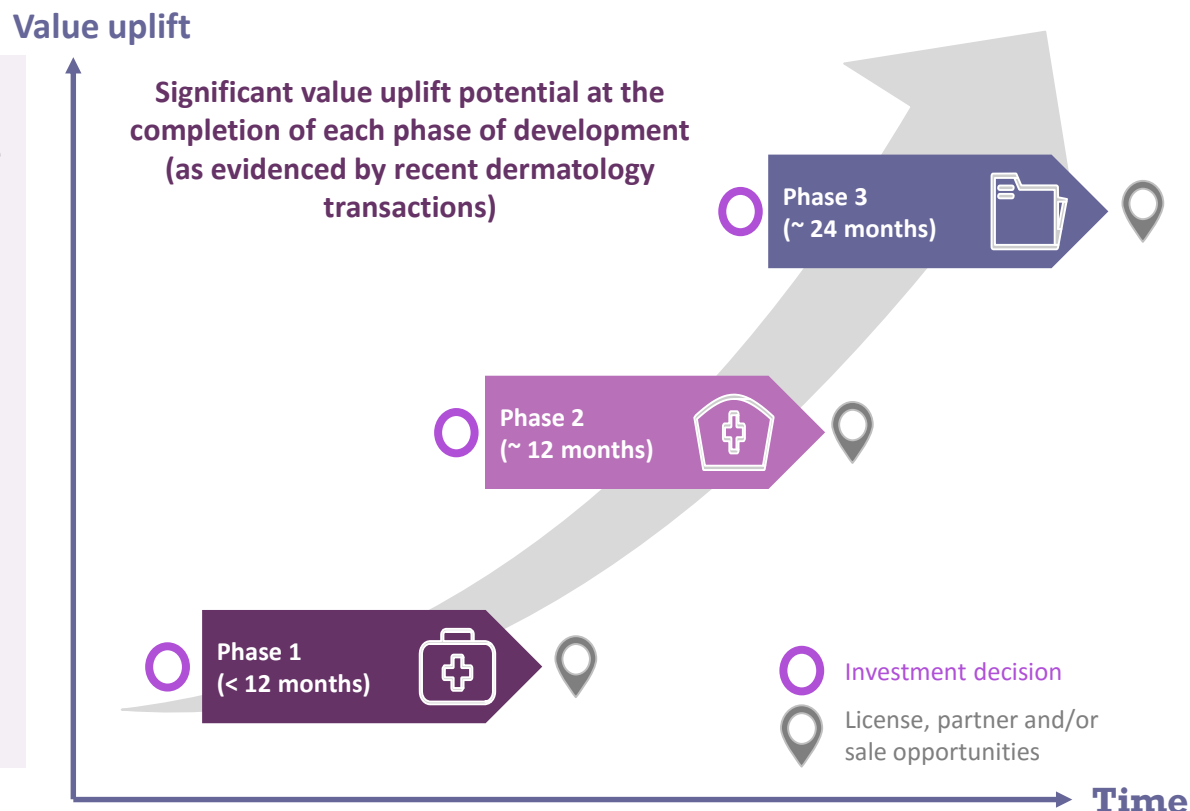 Value uplift
Significant value uplift potential at the
completion of each phase of development
(as evidenced by recent dermatology
transactions)
Phase 3
(~ 24 months)
Phase 2
(~ 12 months)
Phase 1
(< 12 months)
Investment decision
License, partner and/or
sale opportunities
Time